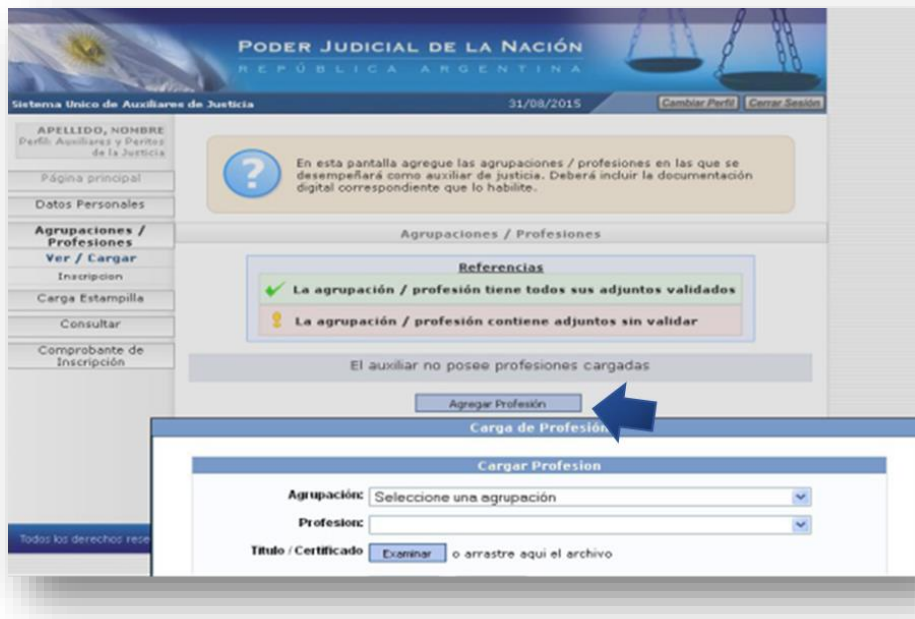 PODER JUDICIAL DE LA NACIÓN
REPÚBLICA ARGENTINA
Sistema Unico de Auxiliares de Justicia
31/08/2015
Cambiar Perfil
Cerrar Sesión
APELLIDO, NOMBRE
Perfil: Auxiliares y Peritos
de la Justicia
Página principal
Datos Personales
Agrupaciones /
Profesiones
Ver / Cargar
Inscripcion
Carga Estampilla
Consultar
Comprobante de
Inscripción
En esta pantalla agregue las agrupaciones / profesiones en las que se
desempeñará como auxiliar de justicia. Deberá incluir la documentación
digital correspondiente que lo habilite.
Agrupaciones / Profesiones
Referencias
La agrupación / profesión tiene todos sus adjuntos validados
La agrupación / profesión contiene adjuntos sin validar
El auxiliar no posee profesiones cargadas
Agregar Profesión
Carga de Profesión
Cargar Profesion
Agrupación: Seleccione una agrupación
Profesion:
Titulo / Certificado Examinar o arrastre aqui el archivo
Todos los derechos rese